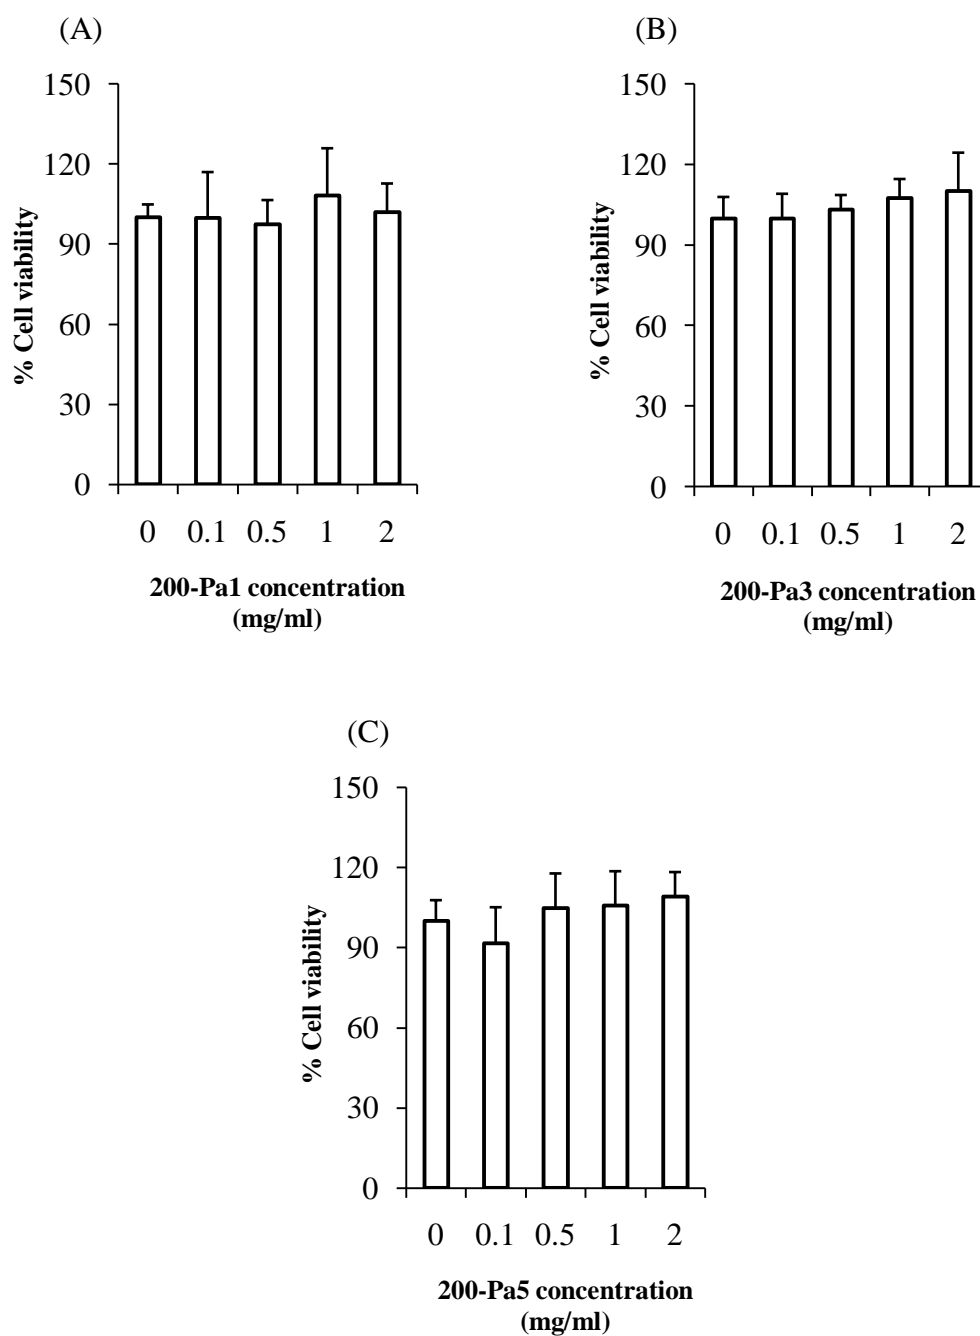 (A)
150
120
90
60
30
0
% Cell viability
0 0.1 0.5 1 2
200-Pa1 concentration
(mg/ml)
(B)
150
120
90
60
30
0
% Cell viability
0 0.1 0.5 1 2
200-Pa3 concentration
(mg/ml)
(C)
150
120
90
60
30
0
% Cell viability
0 0.1 0.5 1 2
200-Pa5 concentration
(mg/ml)